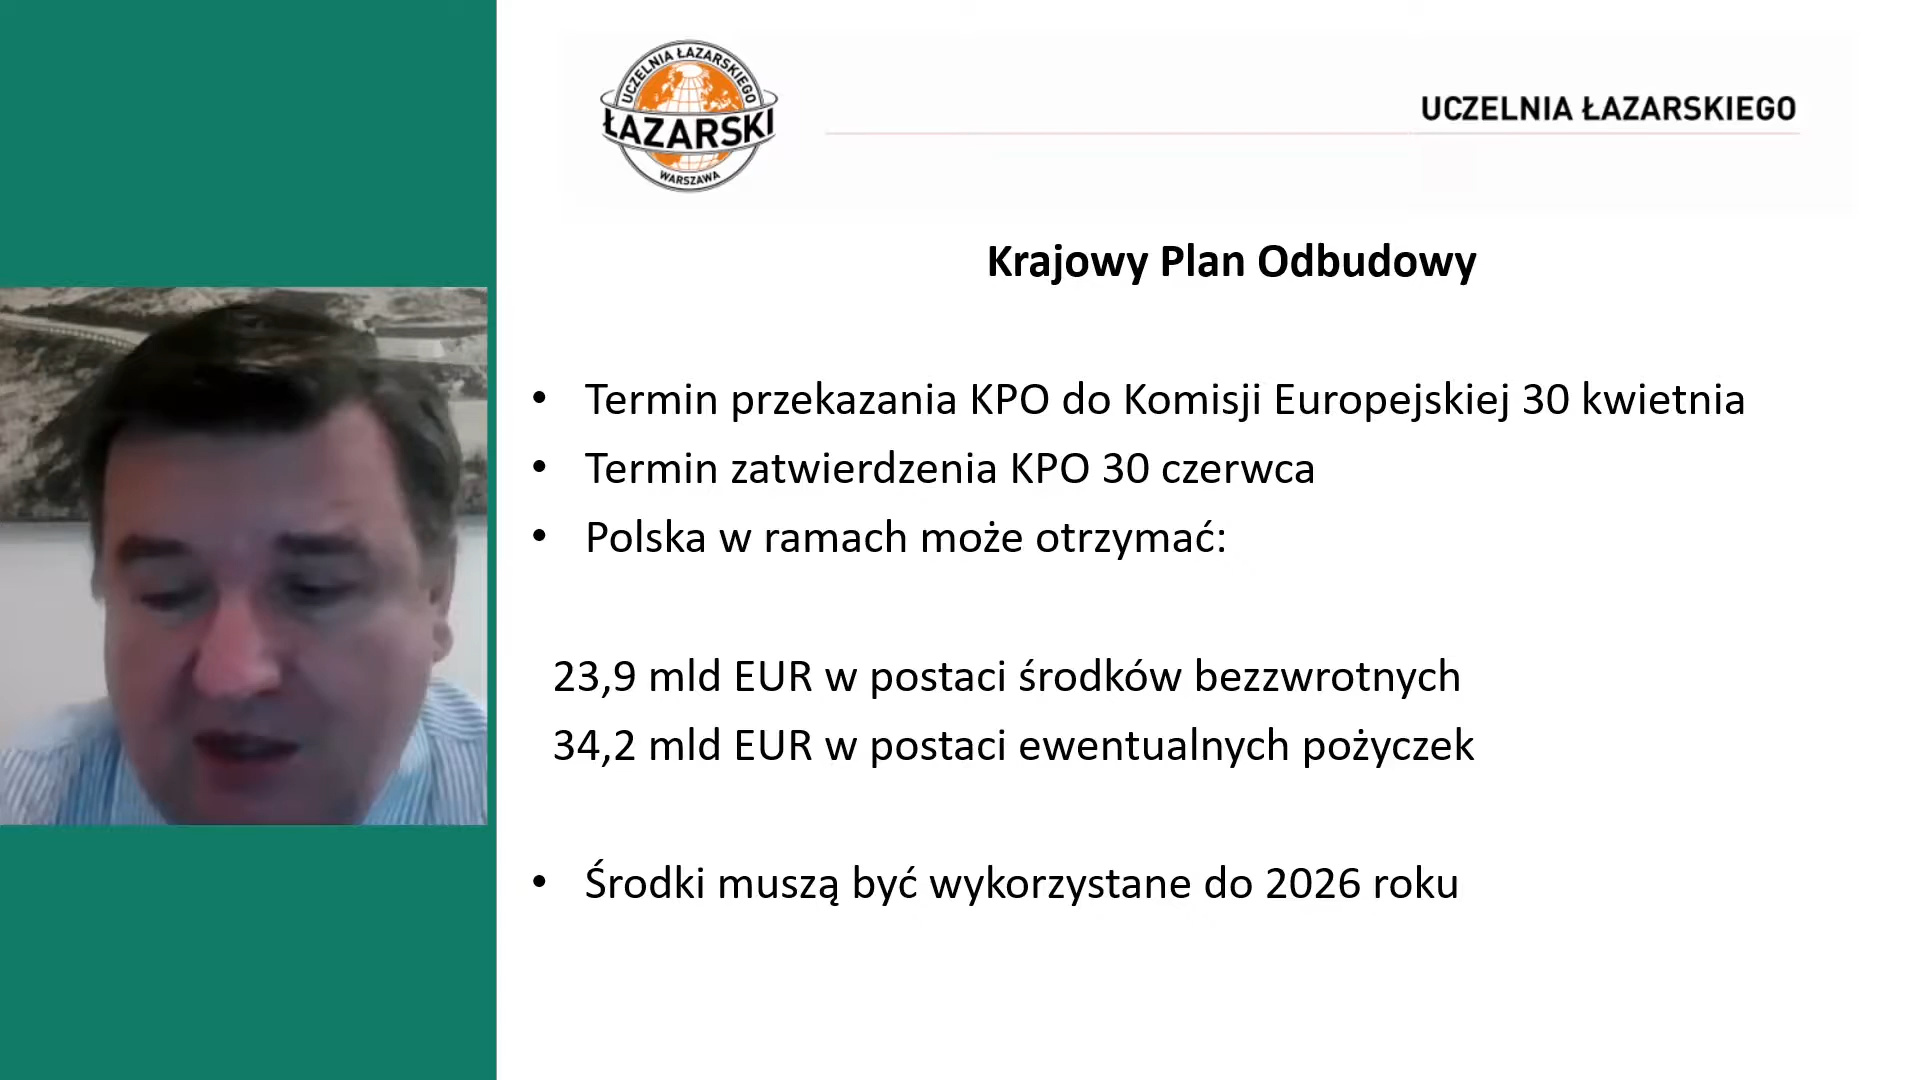 UCZELNIA ŁAZARSKIEGO
ŁAZARSKI
WARSZAWA
UCZELNIA ŁAZARSKIEGO
Krajowy Plan Odbudowy
• Termin przekazania KPO do Komisji Europejskiej 30 kwietnia
• Termin zatwierdzenia KPO 30 czerwca
• Polska w ramach może otrzymać:
23,9 mld EUR w postaci środków bezzwrotnych
34,2 mld EUR w postaci ewentualnych pożyczek
• Środki muszą być wykorzystane do 2026 roku